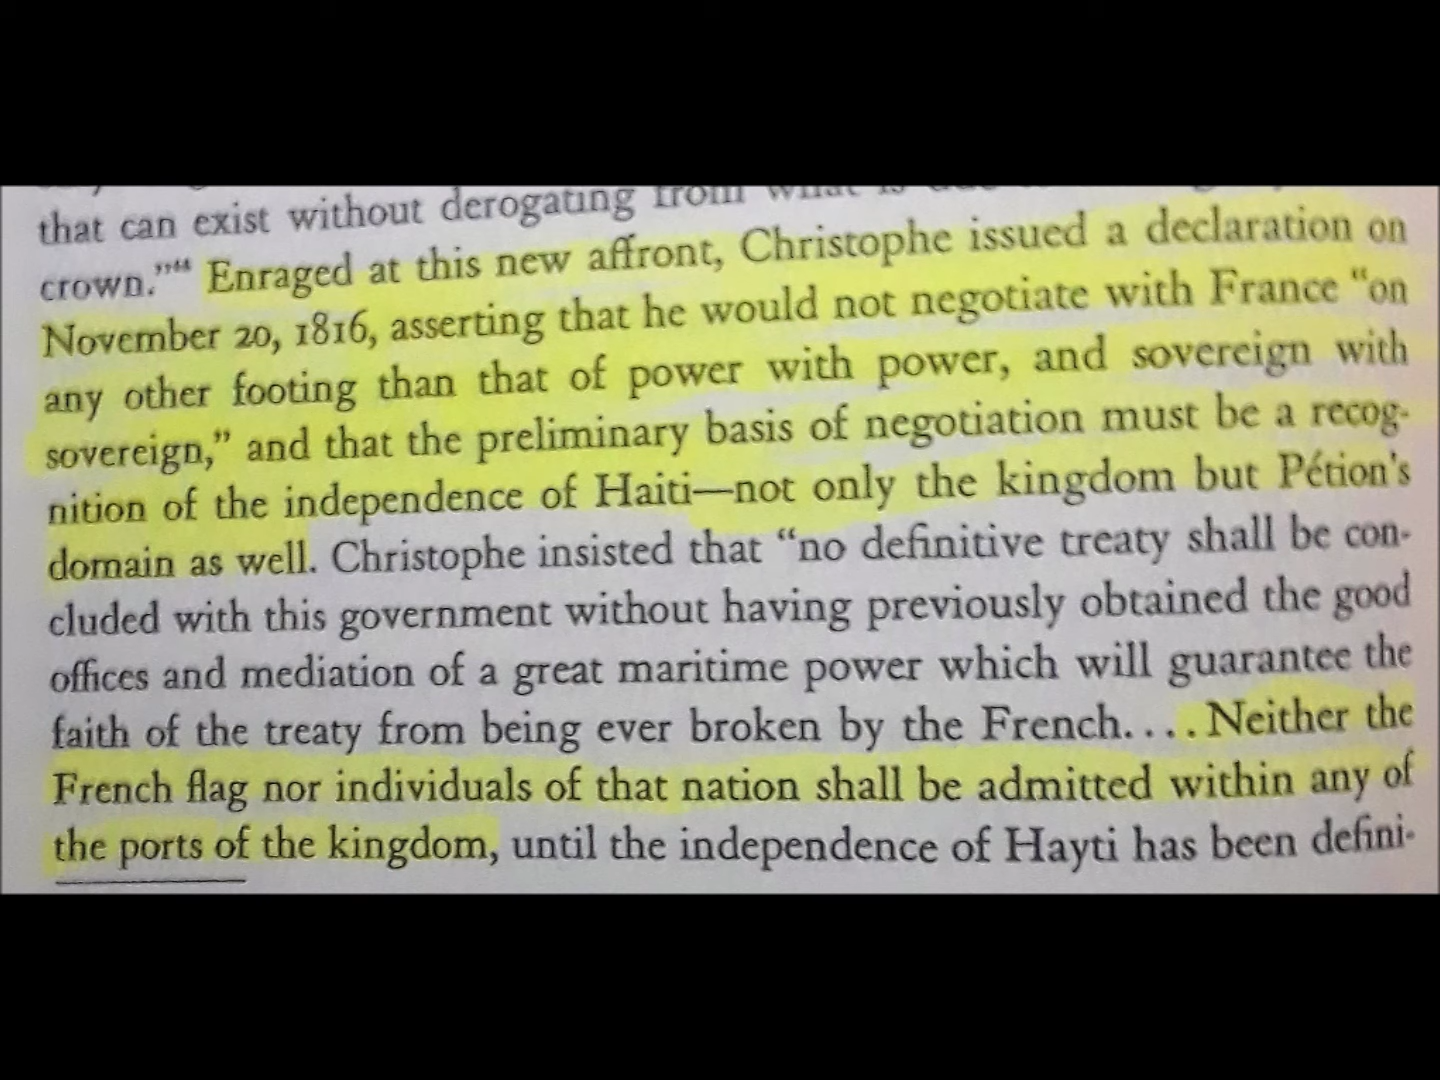 that can exist without derogating from what is
crown."⁴⁴ Enraged at this new affront, Christophe issued a declaration on
November 20, 1816, asserting that he would not negotiate with France "on
any other footing than that of power with power, and sovereign with
sovereign," and that the preliminary basis of negotiation must be a recog-
nition of the independence of Haiti—not only the kingdom but Pétion's
domain as well. Christophe insisted that "no definitive treaty shall be con-
cluded with this government without having previously obtained the good
offices and mediation of a great maritime power which will guarantee the
faith of the treaty from being ever broken by the French. . . . Neither the
French flag nor individuals of that nation shall be admitted within any of
the ports of the kingdom, until the independence of Hayti has been defini-